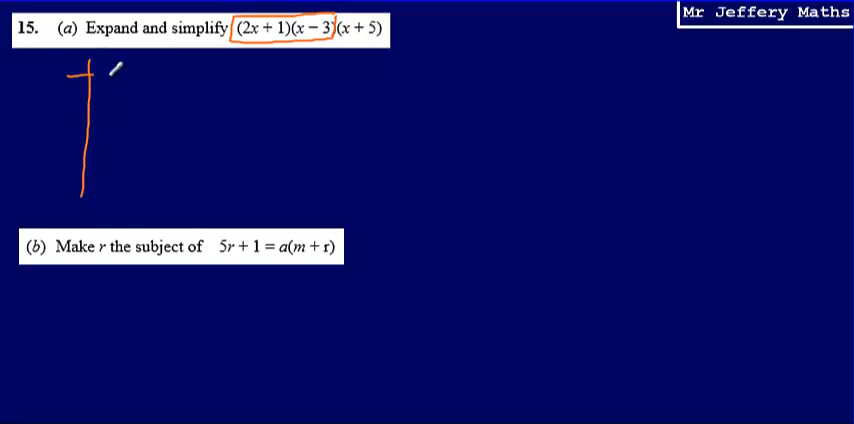 Mr Jeffery Maths
15. (a) Expand and simplify (2x + 1)(x − 3)(x + 5)
(b) Make r the subject of 5r + 1 = a(m + r)